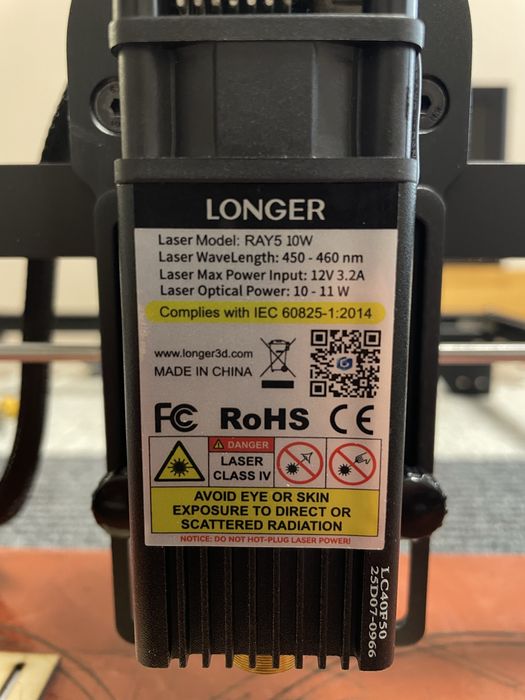 LONGER
Laser Model: RAY5 10W
Laser WaveLength: 450 - 460 nm
Laser Max Power Input: 12V 3.2A
Laser Optical Power: 10 - 11 W
Complies with IEC 60825-1:2014
www.longer3d.com
MADE IN CHINA
FC RoHS CE
DANGER
LASER
CLASS IV
AVOID EYE OR SKIN
EXPOSURE TO DIRECT OR
SCATTERED RADIATION
NOTICE: DO NOT HOT-PLUG LASER POWER!
LC40F50
25D07-0966